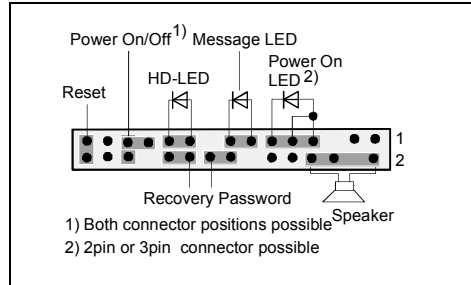 Power On/Off 1) Message LED
Power On
LED 2)
HD-LED
Reset
1
2
Recovery Password
Speaker
1) Both connector positions possible
2) 2pin or 3pin connector possible